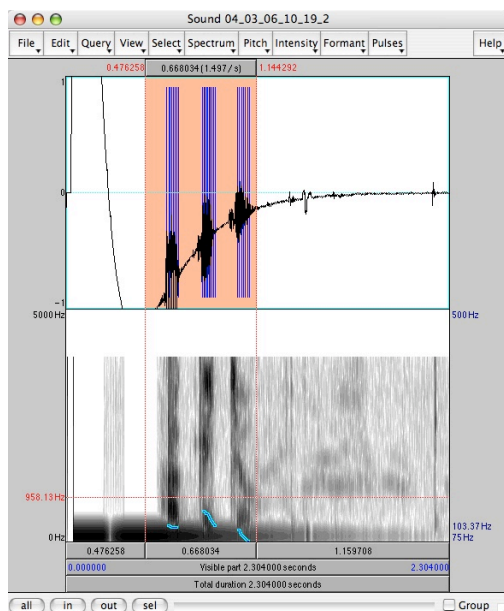 Sound 04_03_06_10_19_2
File Edit Query View Select Spectrum Pitch Intensity Formant Pulses Help
0.476258 0.668034 (1.497 / s) 1.144292
1
0
-1
5000 Hz 500 Hz
958.13 Hz
103.37 Hz
0 Hz 75 Hz
0.476258 0.668034 1.159708
0.000000 Visible part 2.304000 seconds 2.304000
Total duration 2.304000 seconds
all in out sel Group